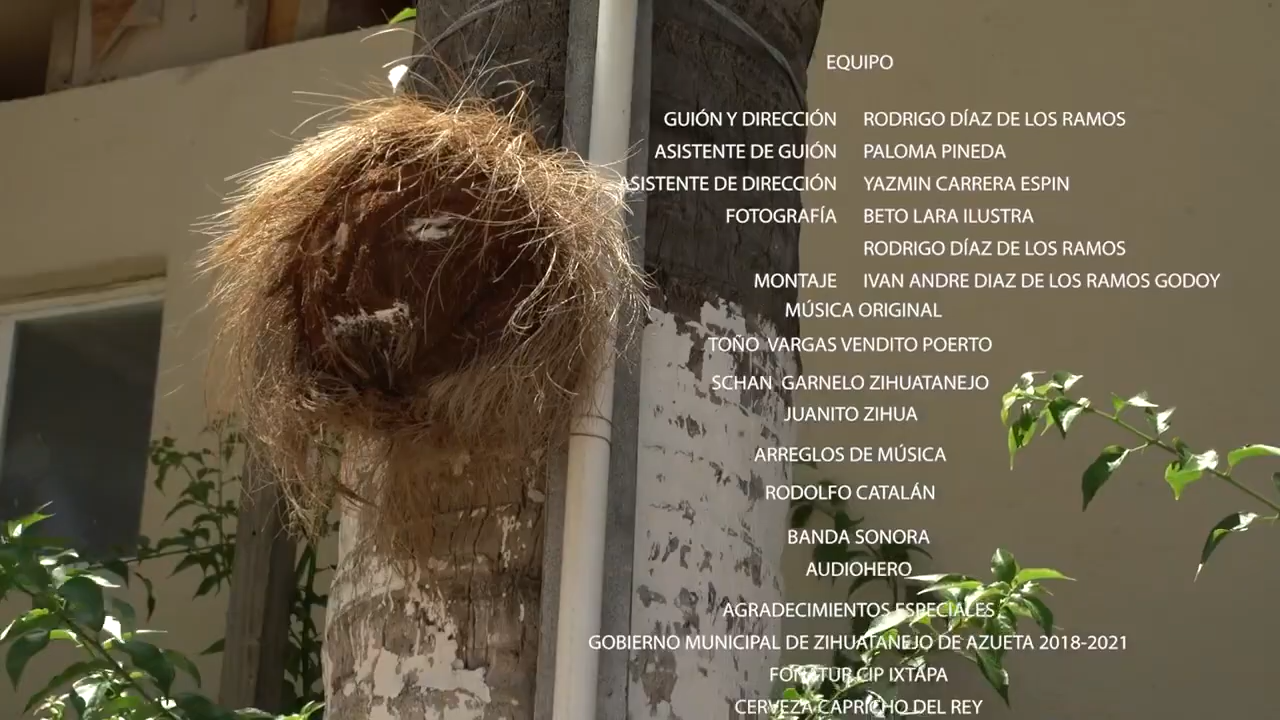 EQUIPO
GUIÓN Y DIRECCIÓN RODRIGO DÍAZ DE LOS RAMOS
ASISTENTE DE GUIÓN PALOMA PINEDA
ASISTENTE DE DIRECCIÓN YAZMIN CARRERA ESPIN
FOTOGRAFÍA BETO LARA ILUSTRA
RODRIGO DÍAZ DE LOS RAMOS
MONTAJE IVAN ANDRE DIAZ DE LOS RAMOS GODOY
MÚSICA ORIGINAL
TOÑO VARGAS VENDITO POERTO
SCHAN GARNELO ZIHUATANEJO
JUANITO ZIHUA
ARREGLOS DE MÚSICA
RODOLFO CATALÁN
BANDA SONORA
AUDIOHERO
AGRADECIMIENTOS ESPECIALES
GOBIERNO MUNICIPAL DE ZIHUATANEJO DE AZUETA 2018-2021
FONATUR CIP IXTAPA
CERVEZA CAPRICHO DEL REY